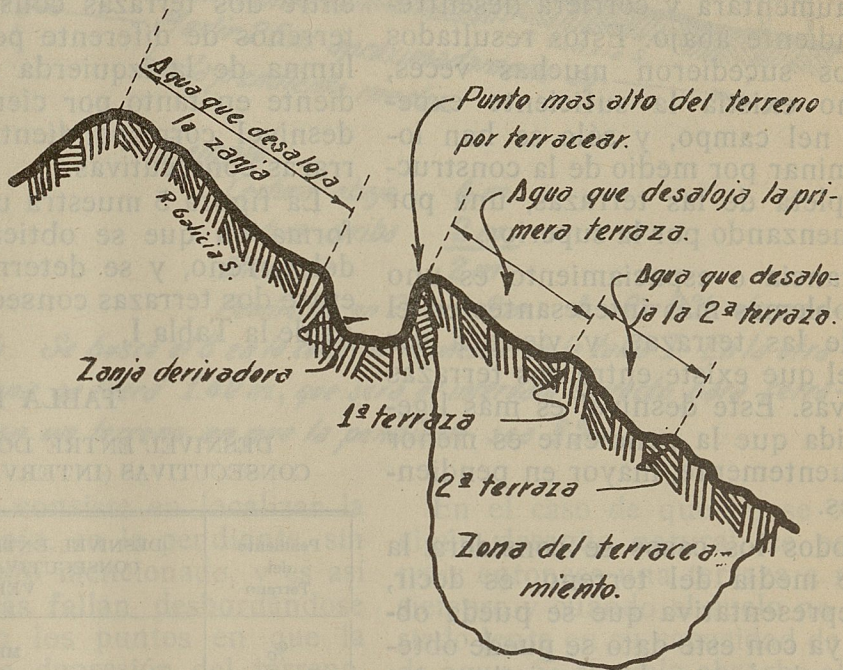 Agua que desaloja
la zanja
R. Galicia S.
Punto mas alto del terreno
por terracear.
Agua que desaloja la pri-
mera terraza.
Agua que desalo-
ja la 2ª terraza.
Zanja derivadora
1ª terraza
2ª terraza
Zona del terracea-
miento.